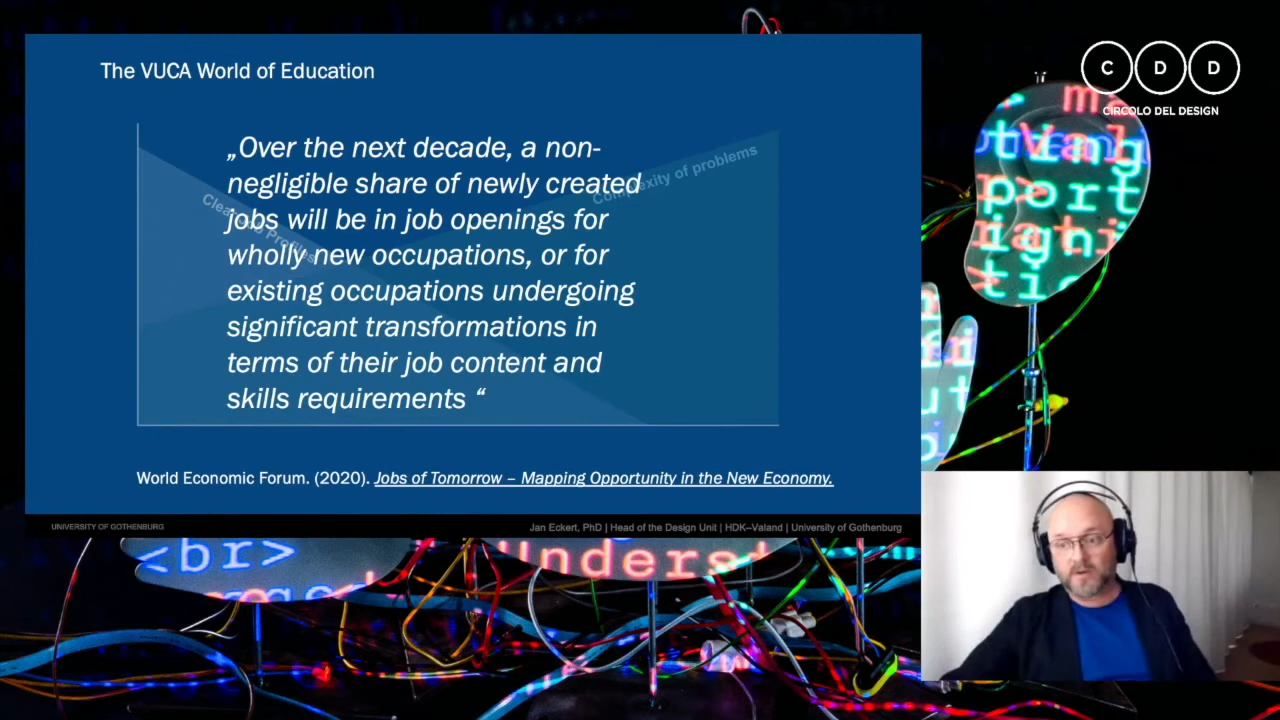 The VUCA World of Education
„Over the next decade, a non-
negligible share of newly created
jobs will be in job openings for
wholly new occupations, or for
existing occupations undergoing
significant transformations in
terms of their job content and
skills requirements “
Complexity of problems
World Economic Forum. (2020). Jobs of Tomorrow – Mapping Opportunity in the New Economy.
UNIVERSITY OF GOTHENBURG
Jan Eckert, PhD | Head of the Design Unit | HDK–Valand | University of Gothenburg
C D D
CIRCOLO DEL DESIGN
ting
port
<br>